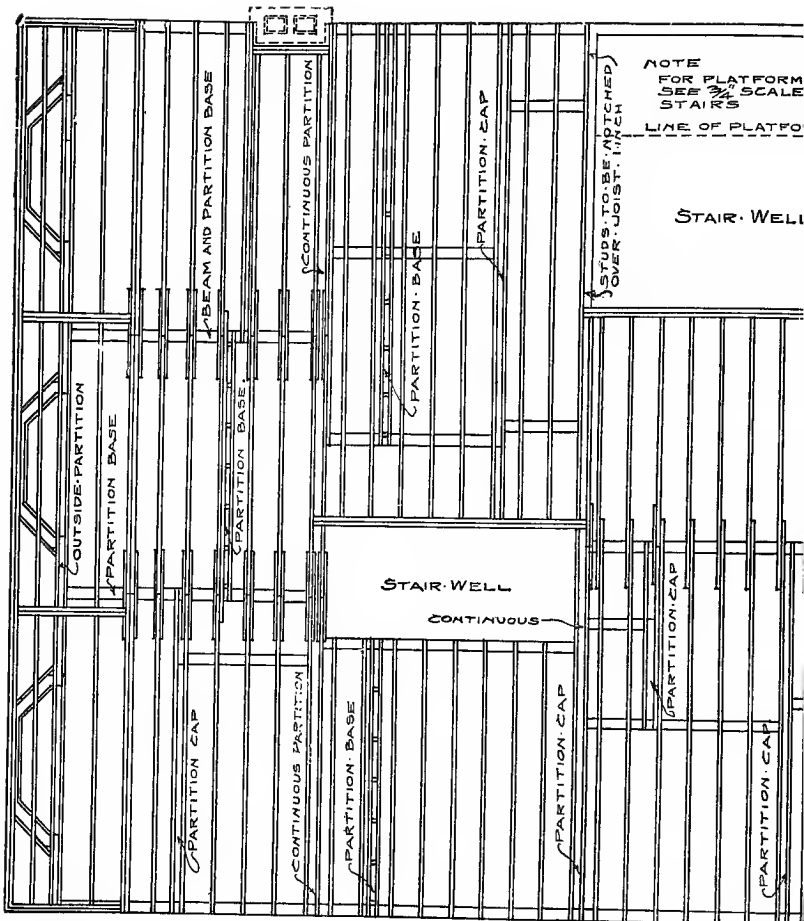 NOTE
FOR PLATFORM
SEE 3/4" SCALE
STAIRS
LINE OF PLATFO
STUDS·TO·BE·NOTCHED
OVER·JOIST·1·INCH
STAIR·WELL
BEAM AND PARTITION BASE
CONTINUOUS PARTITION
PARTITION·CAP
PARTITION·BASE
OUTSIDE·PARTITION
PARTITION BASE
PARTITION BASE.
STAIR·WELL
CONTINUOUS
PARTITION·CAP
PARTITION CAP
CONTINUOUS PARTITION
PARTITION·BASE
PARTITION·CAP
PARTITION·CAP